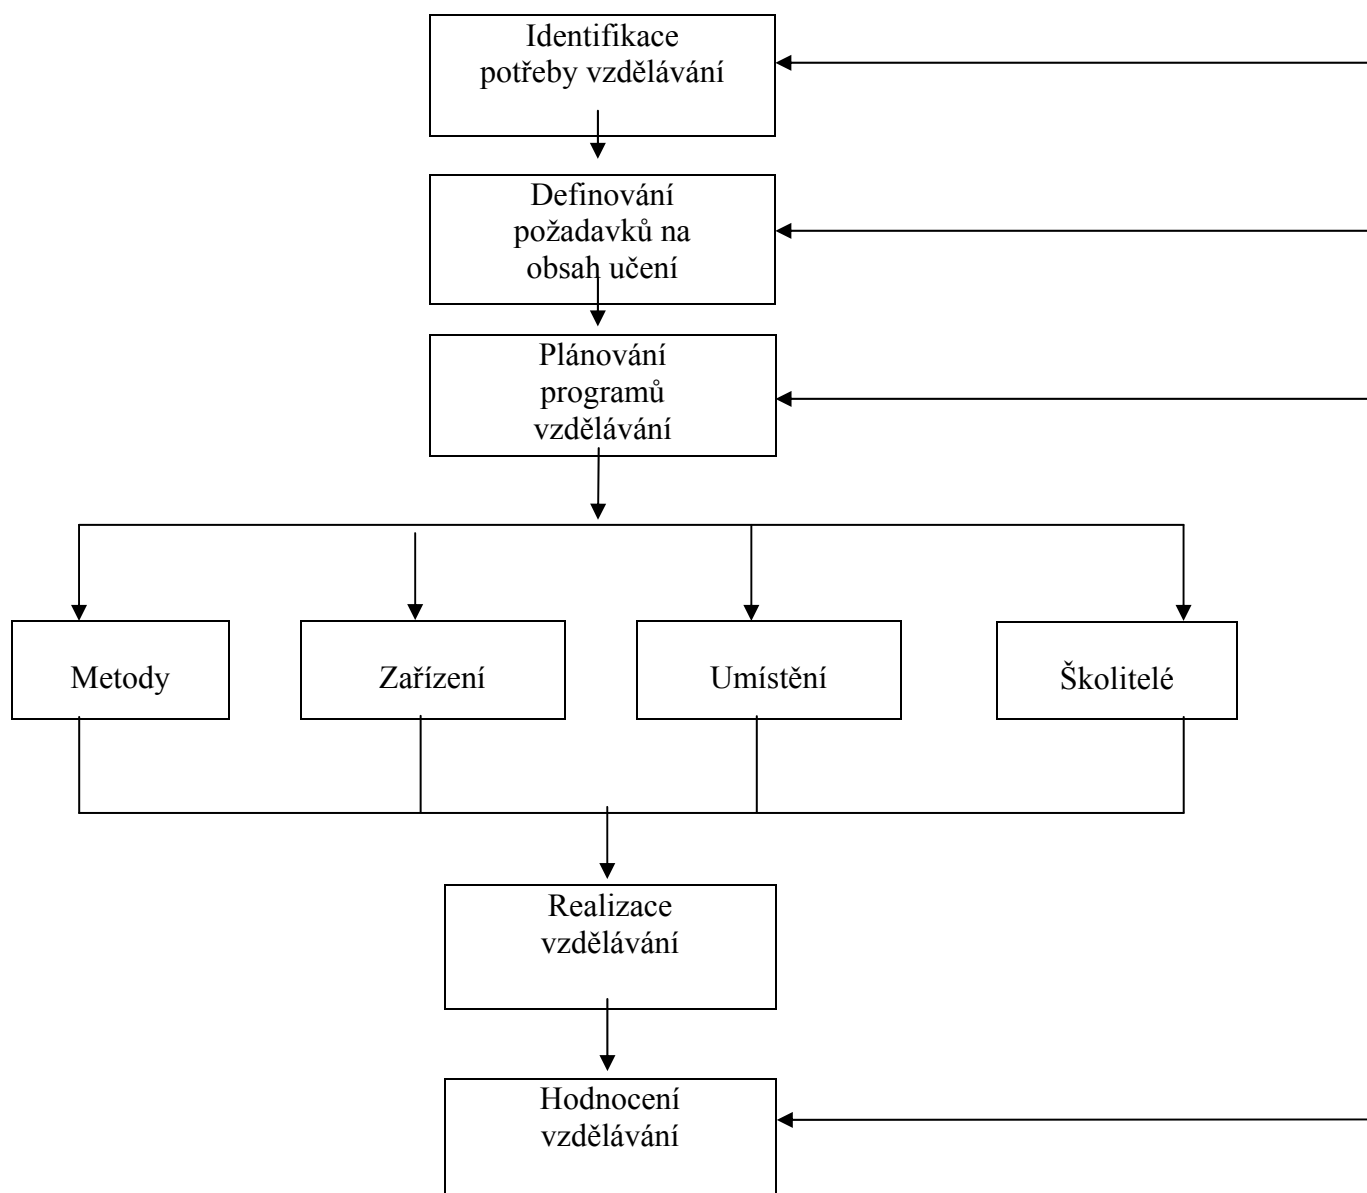 Identifikace
potřeby vzdělávání
Definování
požadavků na
obsah učení
Plánování
programů
vzdělávání
Metody
Zařízení
Umístění
Školitelé
Realizace
vzdělávání
Hodnocení
vzdělávání